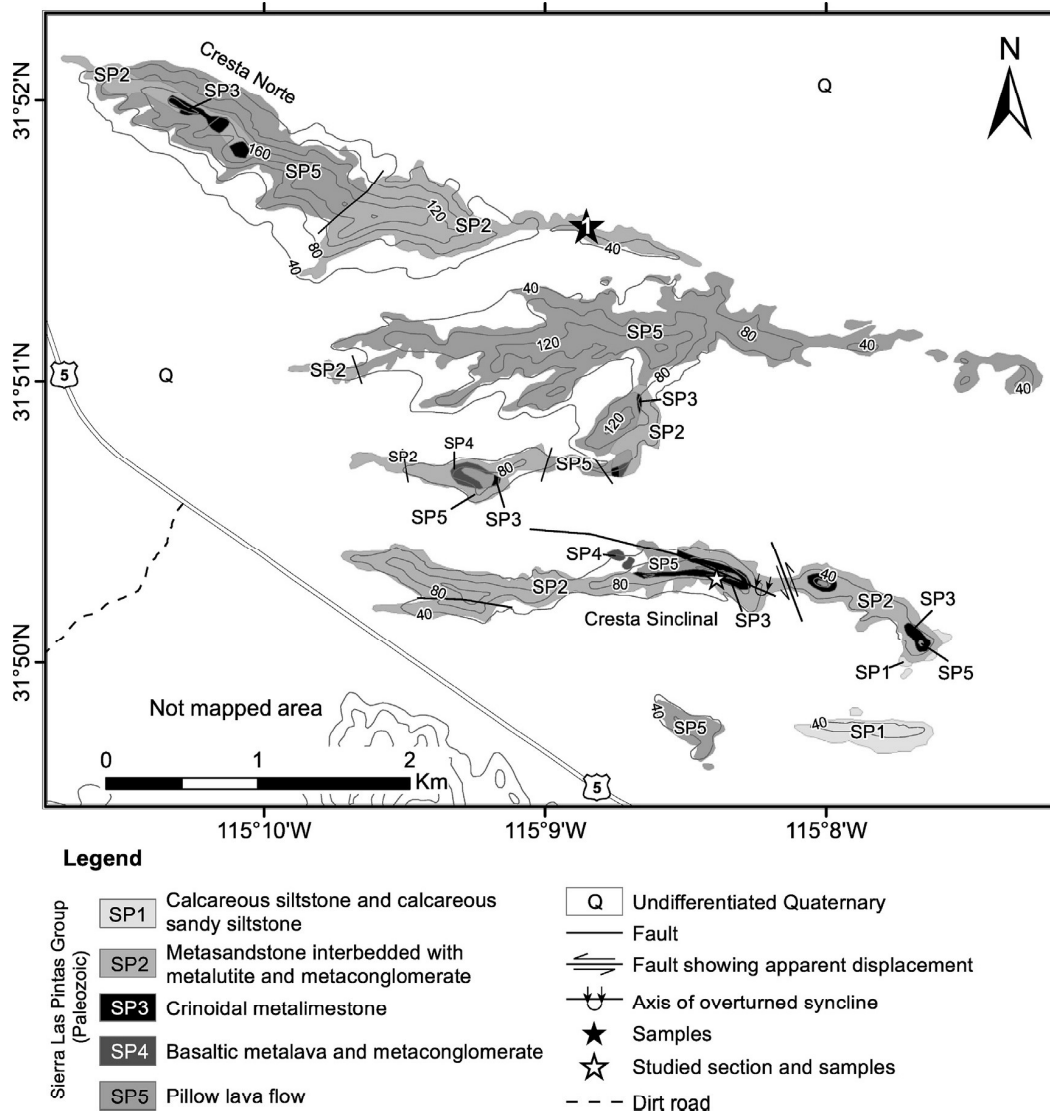 N
Cresta Norte
Q
31°52'N
SP2
SP3
160
SP5
120
SP2
1
80
40
40
40
SP5
120
80
40
40
31°51'N
5
Q
SP2
80
SP3
120
SP2
SP4
SP2
80
SP5
SP5
SP3
SP4
SP5
40
SP2
80
80
40
SP2
SP3
Cresta Sinclinal
SP3
31°50'N
SP1
SP5
Not mapped area
40
SP5
40
SP1
0 1 2
Km
5
115°10'W 115°9'W 115°8'W
Legend
Sierra Las Pintas Group
(Paleozoic)
SP1 Calcareous siltstone and calcareous
sandy siltstone
SP2 Metasandstone interbedded with
metalutite and metaconglomerate
SP3 Crinoidal metalimestone
SP4 Basaltic metalava and metaconglomerate
SP5 Pillow lava flow
Q Undifferentiated Quaternary
Fault
Fault showing apparent displacement
Axis of overturned syncline
Samples
Studied section and samples
Dirt road